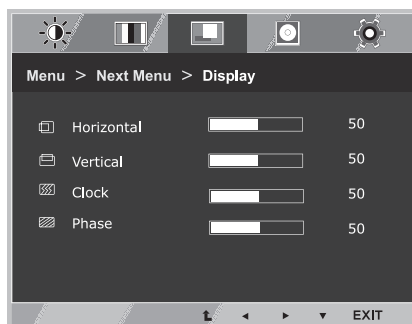 Menu > Next Menu > Display
Horizontal 50
Vertical 50
Clock 50
Phase 50
EXIT